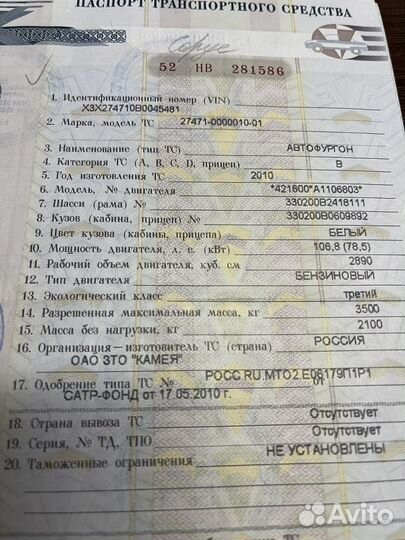 ПАСПОРТ ТРАНСПОРТНОГО СРЕДСТВА
52 НВ 281586
1. Идентификационный номер (VIN)
X3X274710B0045481
2. Марка, модель ТС 27471-0000010-01
3. Наименование (тип ТС) АВТОФУРГОН
4. Категория ТС (A, B, C, D, прицеп) B
5. Год изготовления ТС 2010
6. Модель, № двигателя *421600*A1106803*
7. Шасси (рама) № 330200B2418111
8. Кузов (кабина, прицеп) № 330200B0609892
9. Цвет кузова (кабины, прицепа) БЕЛЫЙ
10. Мощность двигателя, л. с. (кВт) 106,8 (78,5)
11. Рабочий объем двигателя, куб. см 2890
12. Тип двигателя БЕНЗИНОВЫЙ
13. Экологический класс третий
14. Разрешенная максимальная масса, кг 3500
15. Масса без нагрузки, кг 2100
16. Организация—изготовитель ТС (страна) РОССИЯ
ОАО ЗТО "КАМЕЯ"
17. Одобрение типа ТС № РОСС RU.МТ02.Е06179П1Р1
от
САТР-ФОНД от 17.05.2010 г.
18. Страна вывоза ТС Отсутствует
19. Серия, № ТД, ТПО Отсутствует
20. Таможенные ограничения НЕ УСТАНОВЛЕНЫ
Avito